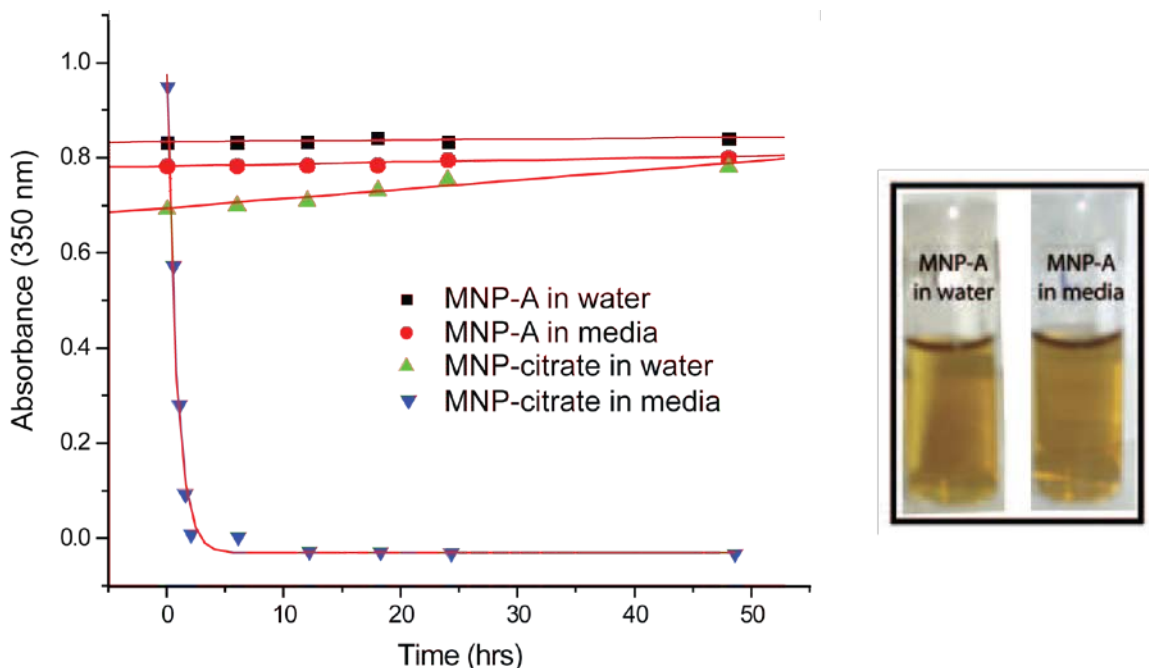 1.0
0.8
0.6
0.4
0.2
0.0
Absorbance (350 nm)
MNP-A in water
MNP-A in media
MNP-citrate in water
MNP-citrate in media
0
10
20
30
40
50
Time (hrs)
MNP-A
in water
MNP-A
in media